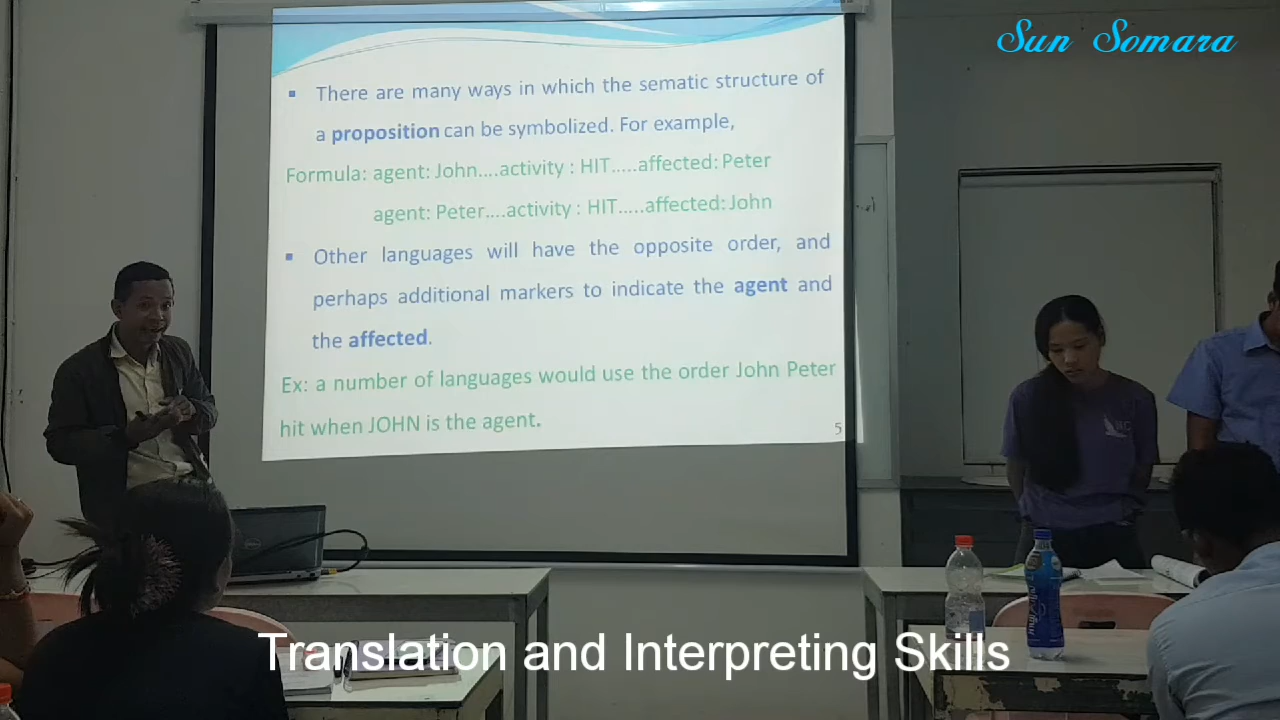 Sun Somara
▪ There are many ways in which the sematic structure of
a proposition can be symbolized. For example,
Formula: agent: John....activity : HIT.....affected: Peter
agent: Peter....activity : HIT.....affected: John
▪ Other languages will have the opposite order, and
perhaps additional markers to indicate the agent and
the affected.
Ex: a number of languages would use the order John Peter
hit when JOHN is the agent.
5
Translation and Interpreting Skills